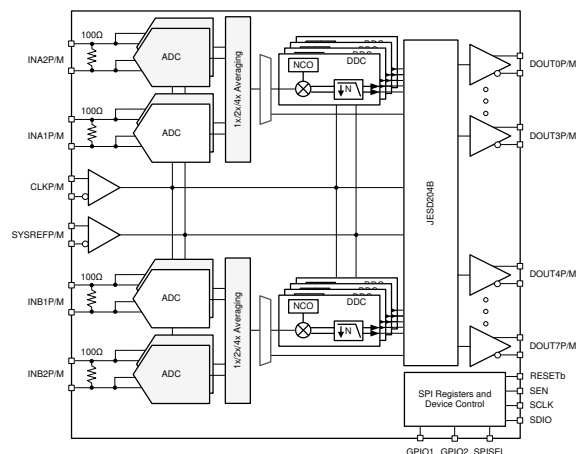 100Ω
INA2P/M
ADC
1x/2x/4x Averaging
DDC
NCO
N
100Ω
INA1P/M
ADC
CLKP/M
SYSREFP/M
JESD204B
DOUT0P/M
DOUT3P/M
100Ω
INB1P/M
ADC
1x/2x/4x Averaging
DDC
NCO
N
100Ω
INB2P/M
ADC
DOUT4P/M
DOUT7P/M
SPI Registers and
Device Control
RESETb
SEN
SCLK
SDIO
GPIO1 GPIO2 SPISEL